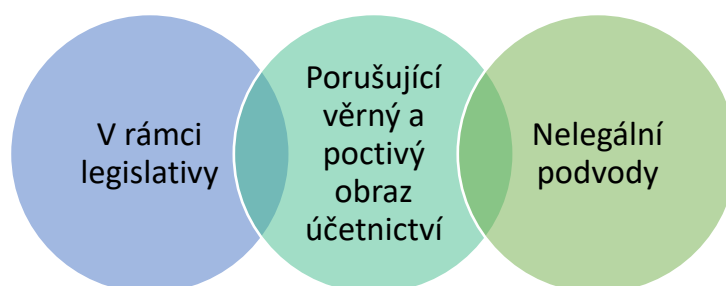 V rámci
legislativy
Porušující
věrný a
poctivý
obraz
účetnictví
Nelegální
podvody